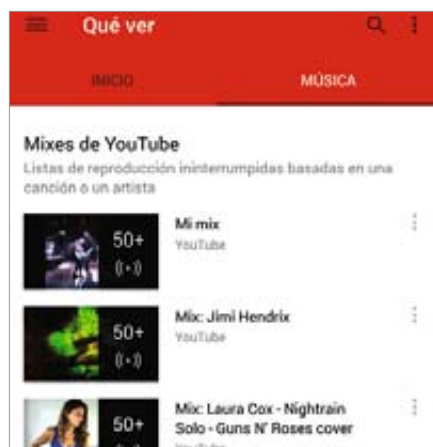 Qué ver
INICIO
MÚSICA
Mixes de YouTube
Listas de reproducción ininterrumpidas basadas en una
canción o un artista
50+
Mi mix
YouTube
50+
Mix: Jimi Hendrix
YouTube
50+
Mix: Laura Cox - Nightrain
Solo - Guns N' Roses cover
YouTube